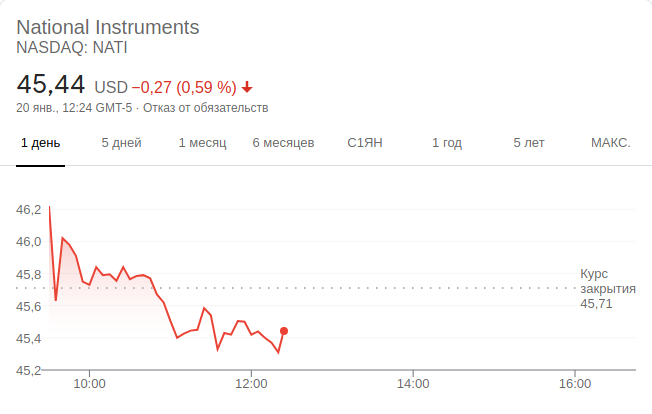 National Instruments
NASDAQ: NATI
45,44 USD −0,27 (0,59 %)
20 янв., 12:24 GMT-5 · Отказ от обязательств
1 день 5 дней 1 месяц 6 месяцев С1ЯН 1 год 5 лет МАКС.
46,2
46,0
45,8
45,6
45,4
45,2
Курс
закрытия
45,71
10:00 12:00 14:00 16:00